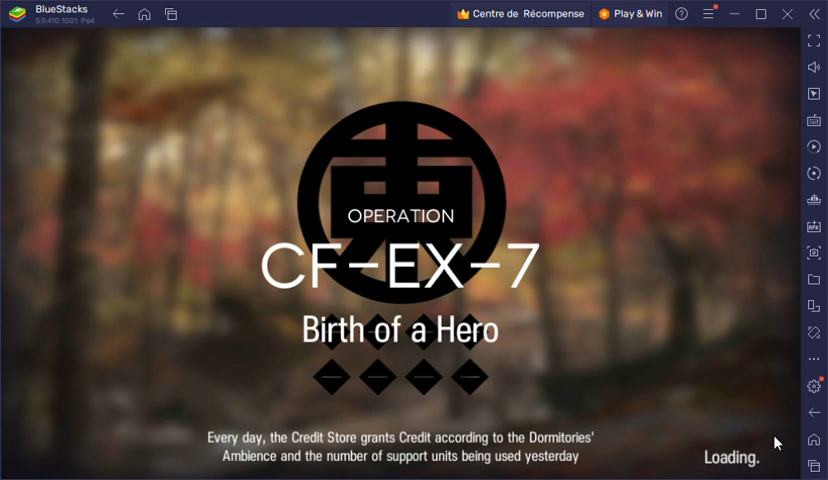 BlueStacks
5.9.410.1001 P64
Centre de Récompense
Play & Win
東
OPERATION
CF-EX-7
Birth of a Hero
Every day, the Credit Store grants Credit according to the Dormitories'
Ambience and the number of support units being used yesterday
Loading.